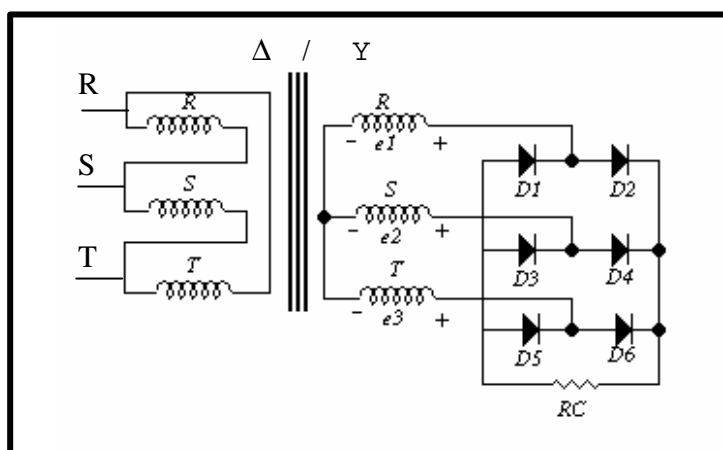 Δ / Y
R
R
S
S
T
T
R
- e1 +
S
- e2 +
T
- e3 +
D1 D2
D3 D4
D5 D6
RC